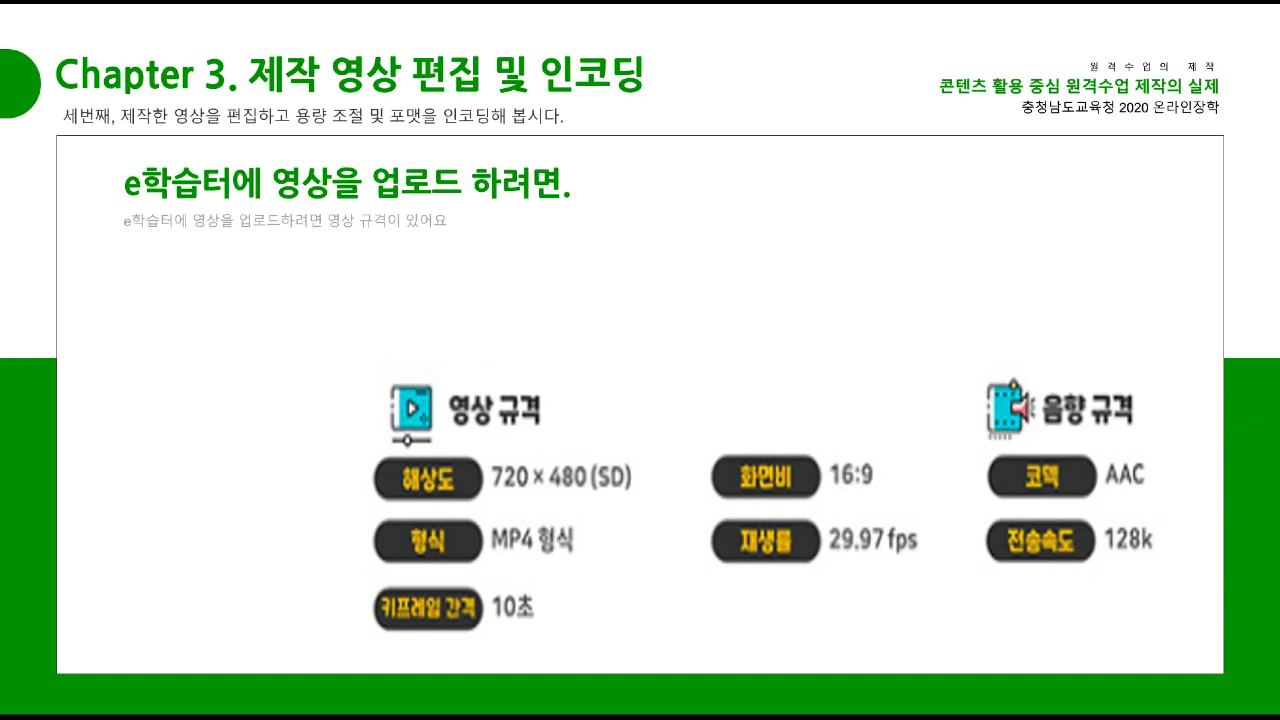 Chapter 3. 제작 영상 편집 및 인코딩
세번째, 제작한 영상을 편집하고 용량 조절 및 포맷을 인코딩해 봅시다.
원격수업의 제작
콘텐츠 활용 중심 원격수업 제작의 실제
충청남도교육청 2020 온라인장학
e학습터에 영상을 업로드 하려면.
e학습터에 영상을 업로드하려면 영상 규격이 있어요
영상 규격
음향 규격
해상도 720 × 480 (SD)
화면비 16:9
코덱 AAC
형식 MP4 형식
재생률 29.97 fps
전송속도 128k
키프레임 간격 10초